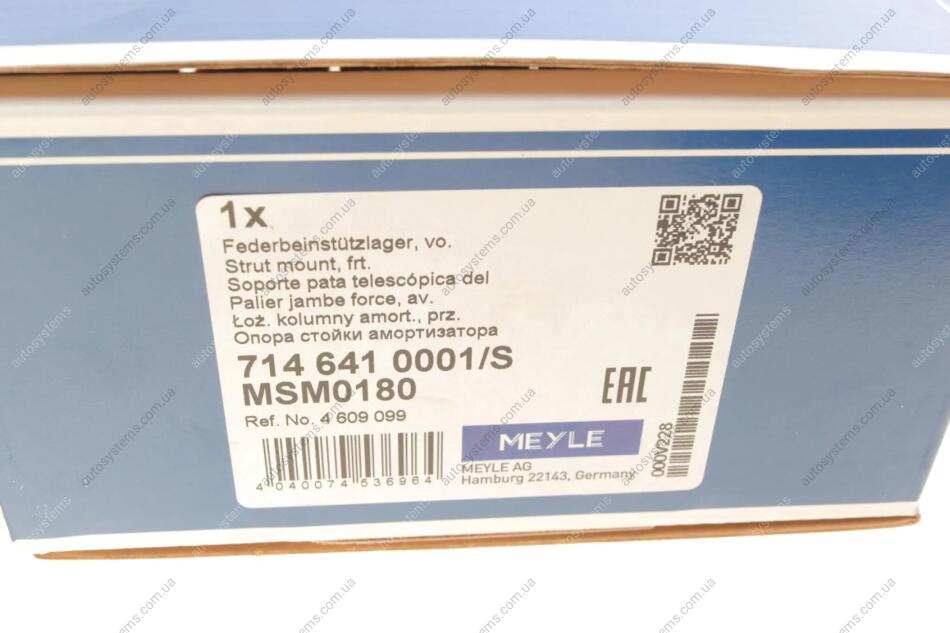 1x
Federbeinstützlager, vo.
Strut mount, frt.
Soporte pata telescópica del
Palier jambe force, av.
Łoż. kolumny amort., prz.
Опора стойки амортизатора
714 641 0001/S
MSM0180
Ref. No. 4 609 099
EAC
MEYLE
MEYLE AG
Hamburg 22143, Germany
4 040074 536964
000V228
autosystems.com.ua